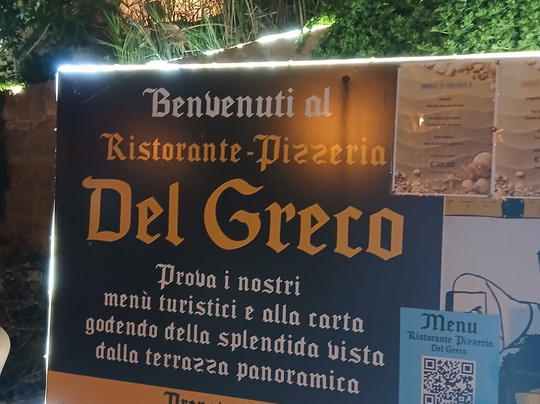 Benvenuti al
Ristorante-Pizzeria
Del Greco
Prova i nostri
menù turistici e alla carta
godendo della splendida vista
dalla terrazza panoramica
Menu
Ristorante Pizzeria
Del Greco